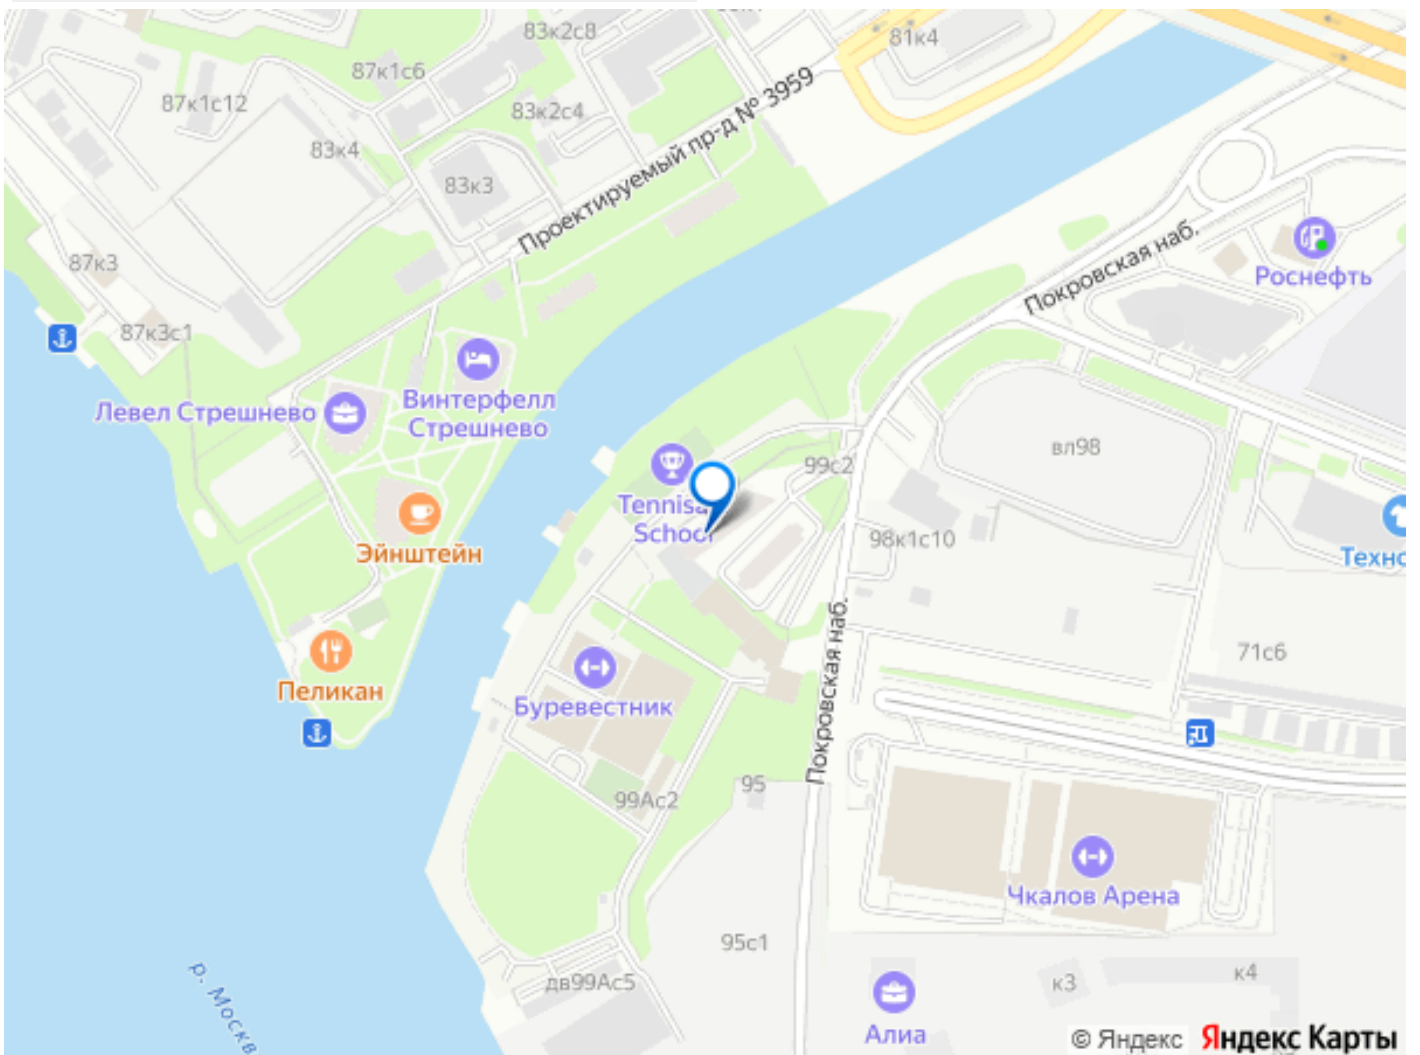 83к2с8
81к4
87к1с6
87к1с12
83к2с4
Проектируемый пр-д № 3959
83к4
83к3
Покровская наб.
87к3
Роснефть
87к3с1
Винтерфелл
Стрешнево
Левел Стрешнево
вл98
99с2
Tennisa
School
98к1с10
Эйнштейн
Техно
71с6
Пеликан
Буревестник
Покровская наб.
95
99Ас2
Чкалов Арена
95с1
р. Москв
дв99Ас5
к3
к4
Алиа
© Яндекс Яндекс Карты